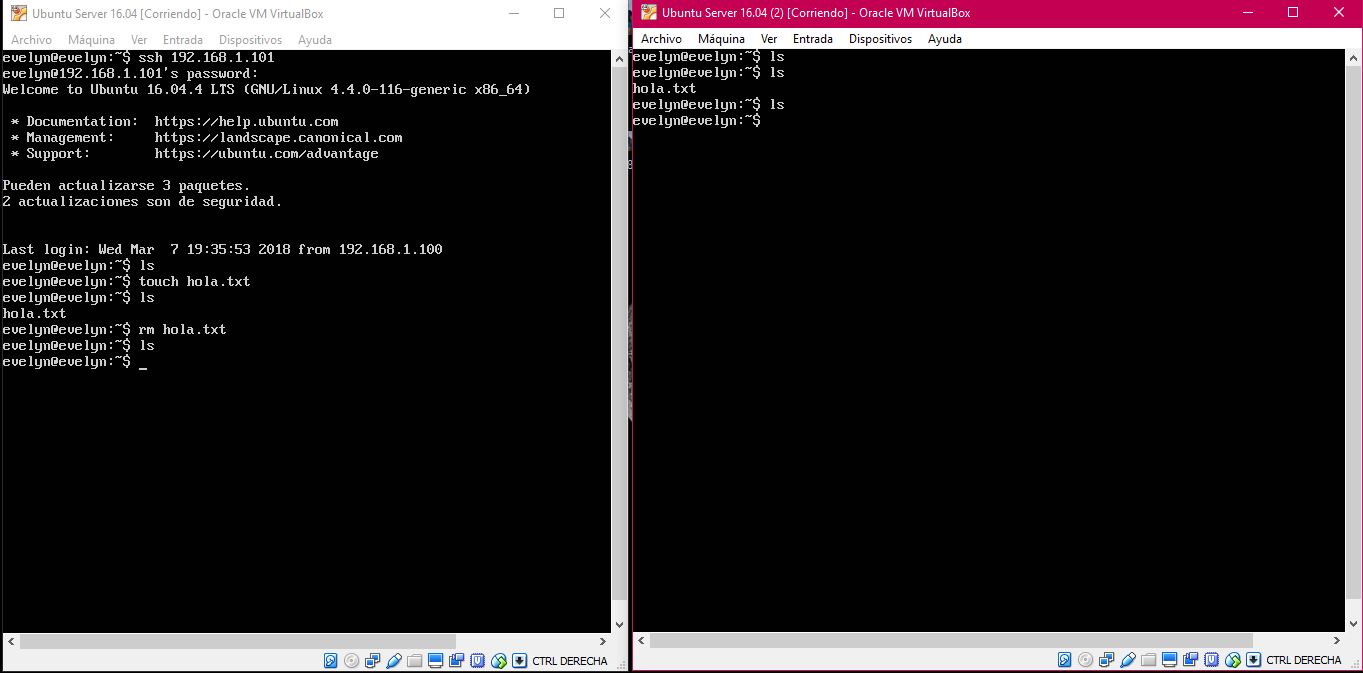 Ubuntu Server 16.04 [Corriendo] - Oracle VM VirtualBox
Archivo Máquina Ver Entrada Dispositivos Ayuda
evelyn@evelyn:~$ ssh 192.168.1.101
evelyn@192.168.1.101's password:
Welcome to Ubuntu 16.04.4 LTS (GNU/Linux 4.4.0-116-generic x86_64)
* Documentation: https://help.ubuntu.com
* Management: https://landscape.canonical.com
* Support: https://ubuntu.com/advantage
Pueden actualizarse 3 paquetes.
2 actualizaciones son de seguridad.
Last login: Wed Mar 7 19:35:53 2018 from 192.168.1.100
evelyn@evelyn:~$ ls
evelyn@evelyn:~$ touch hola.txt
evelyn@evelyn:~$ ls
hola.txt
evelyn@evelyn:~$ rm hola.txt
evelyn@evelyn:~$ ls
evelyn@evelyn:~$ _
CTRL DERECHA
Ubuntu Server 16.04 (2) [Corriendo] - Oracle VM VirtualBox
Archivo Máquina Ver Entrada Dispositivos Ayuda
evelyn@evelyn:~$ ls
evelyn@evelyn:~$ ls
hola.txt
evelyn@evelyn:~$ ls
evelyn@evelyn:~$
CTRL DERECHA